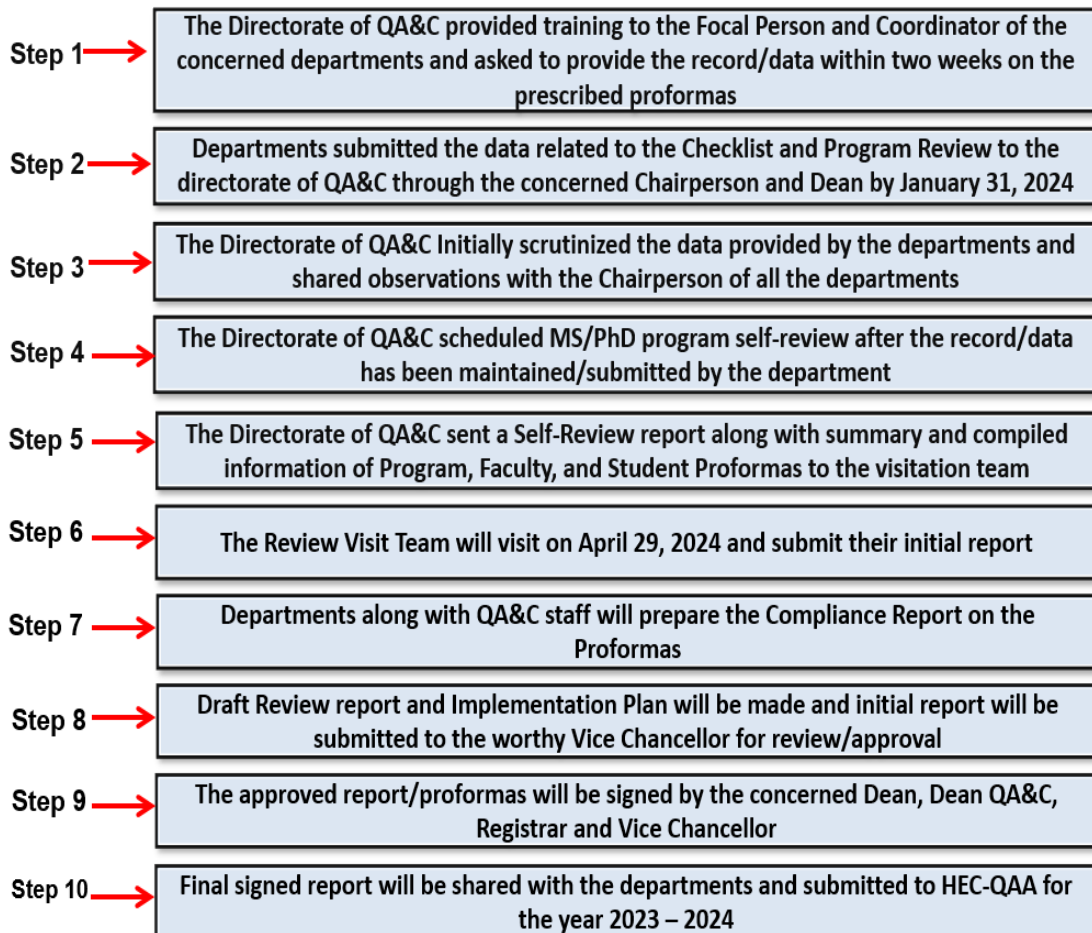 Step 1
The Directorate of QA&C provided training to the Focal Person and Coordinator of the
concerned departments and asked to provide the record/data within two weeks on the
prescribed proformas
Step 2
Departments submitted the data related to the Checklist and Program Review to the
directorate of QA&C through the concerned Chairperson and Dean by January 31, 2024
Step 3
The Directorate of QA&C Initially scrutinized the data provided by the departments and
shared observations with the Chairperson of all the departments
Step 4
The Directorate of QA&C scheduled MS/PhD program self-review after the record/data
has been maintained/submitted by the department
Step 5
The Directorate of QA&C sent a Self-Review report along with summary and compiled
information of Program, Faculty, and Student Proformas to the visitation team
Step 6
The Review Visit Team will visit on April 29, 2024 and submit their initial report
Step 7
Departments along with QA&C staff will prepare the Compliance Report on the
Proformas
Step 8
Draft Review report and Implementation Plan will be made and initial report will be
submitted to the worthy Vice Chancellor for review/approval
Step 9
The approved report/proformas will be signed by the concerned Dean, Dean QA&C,
Registrar and Vice Chancellor
Step 10
Final signed report will be shared with the departments and submitted to HEC-QAA for
the year 2023 – 2024